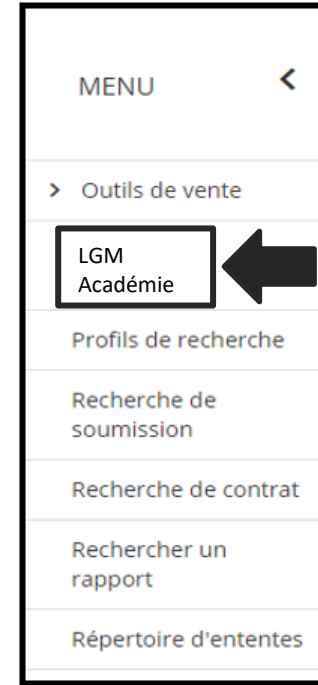 MENU
Outils de vente
LGM
Académie
Profils de recherche
Recherche de
soumission
Recherche de contrat
Rechercher un
rapport
Répertoire d'ententes